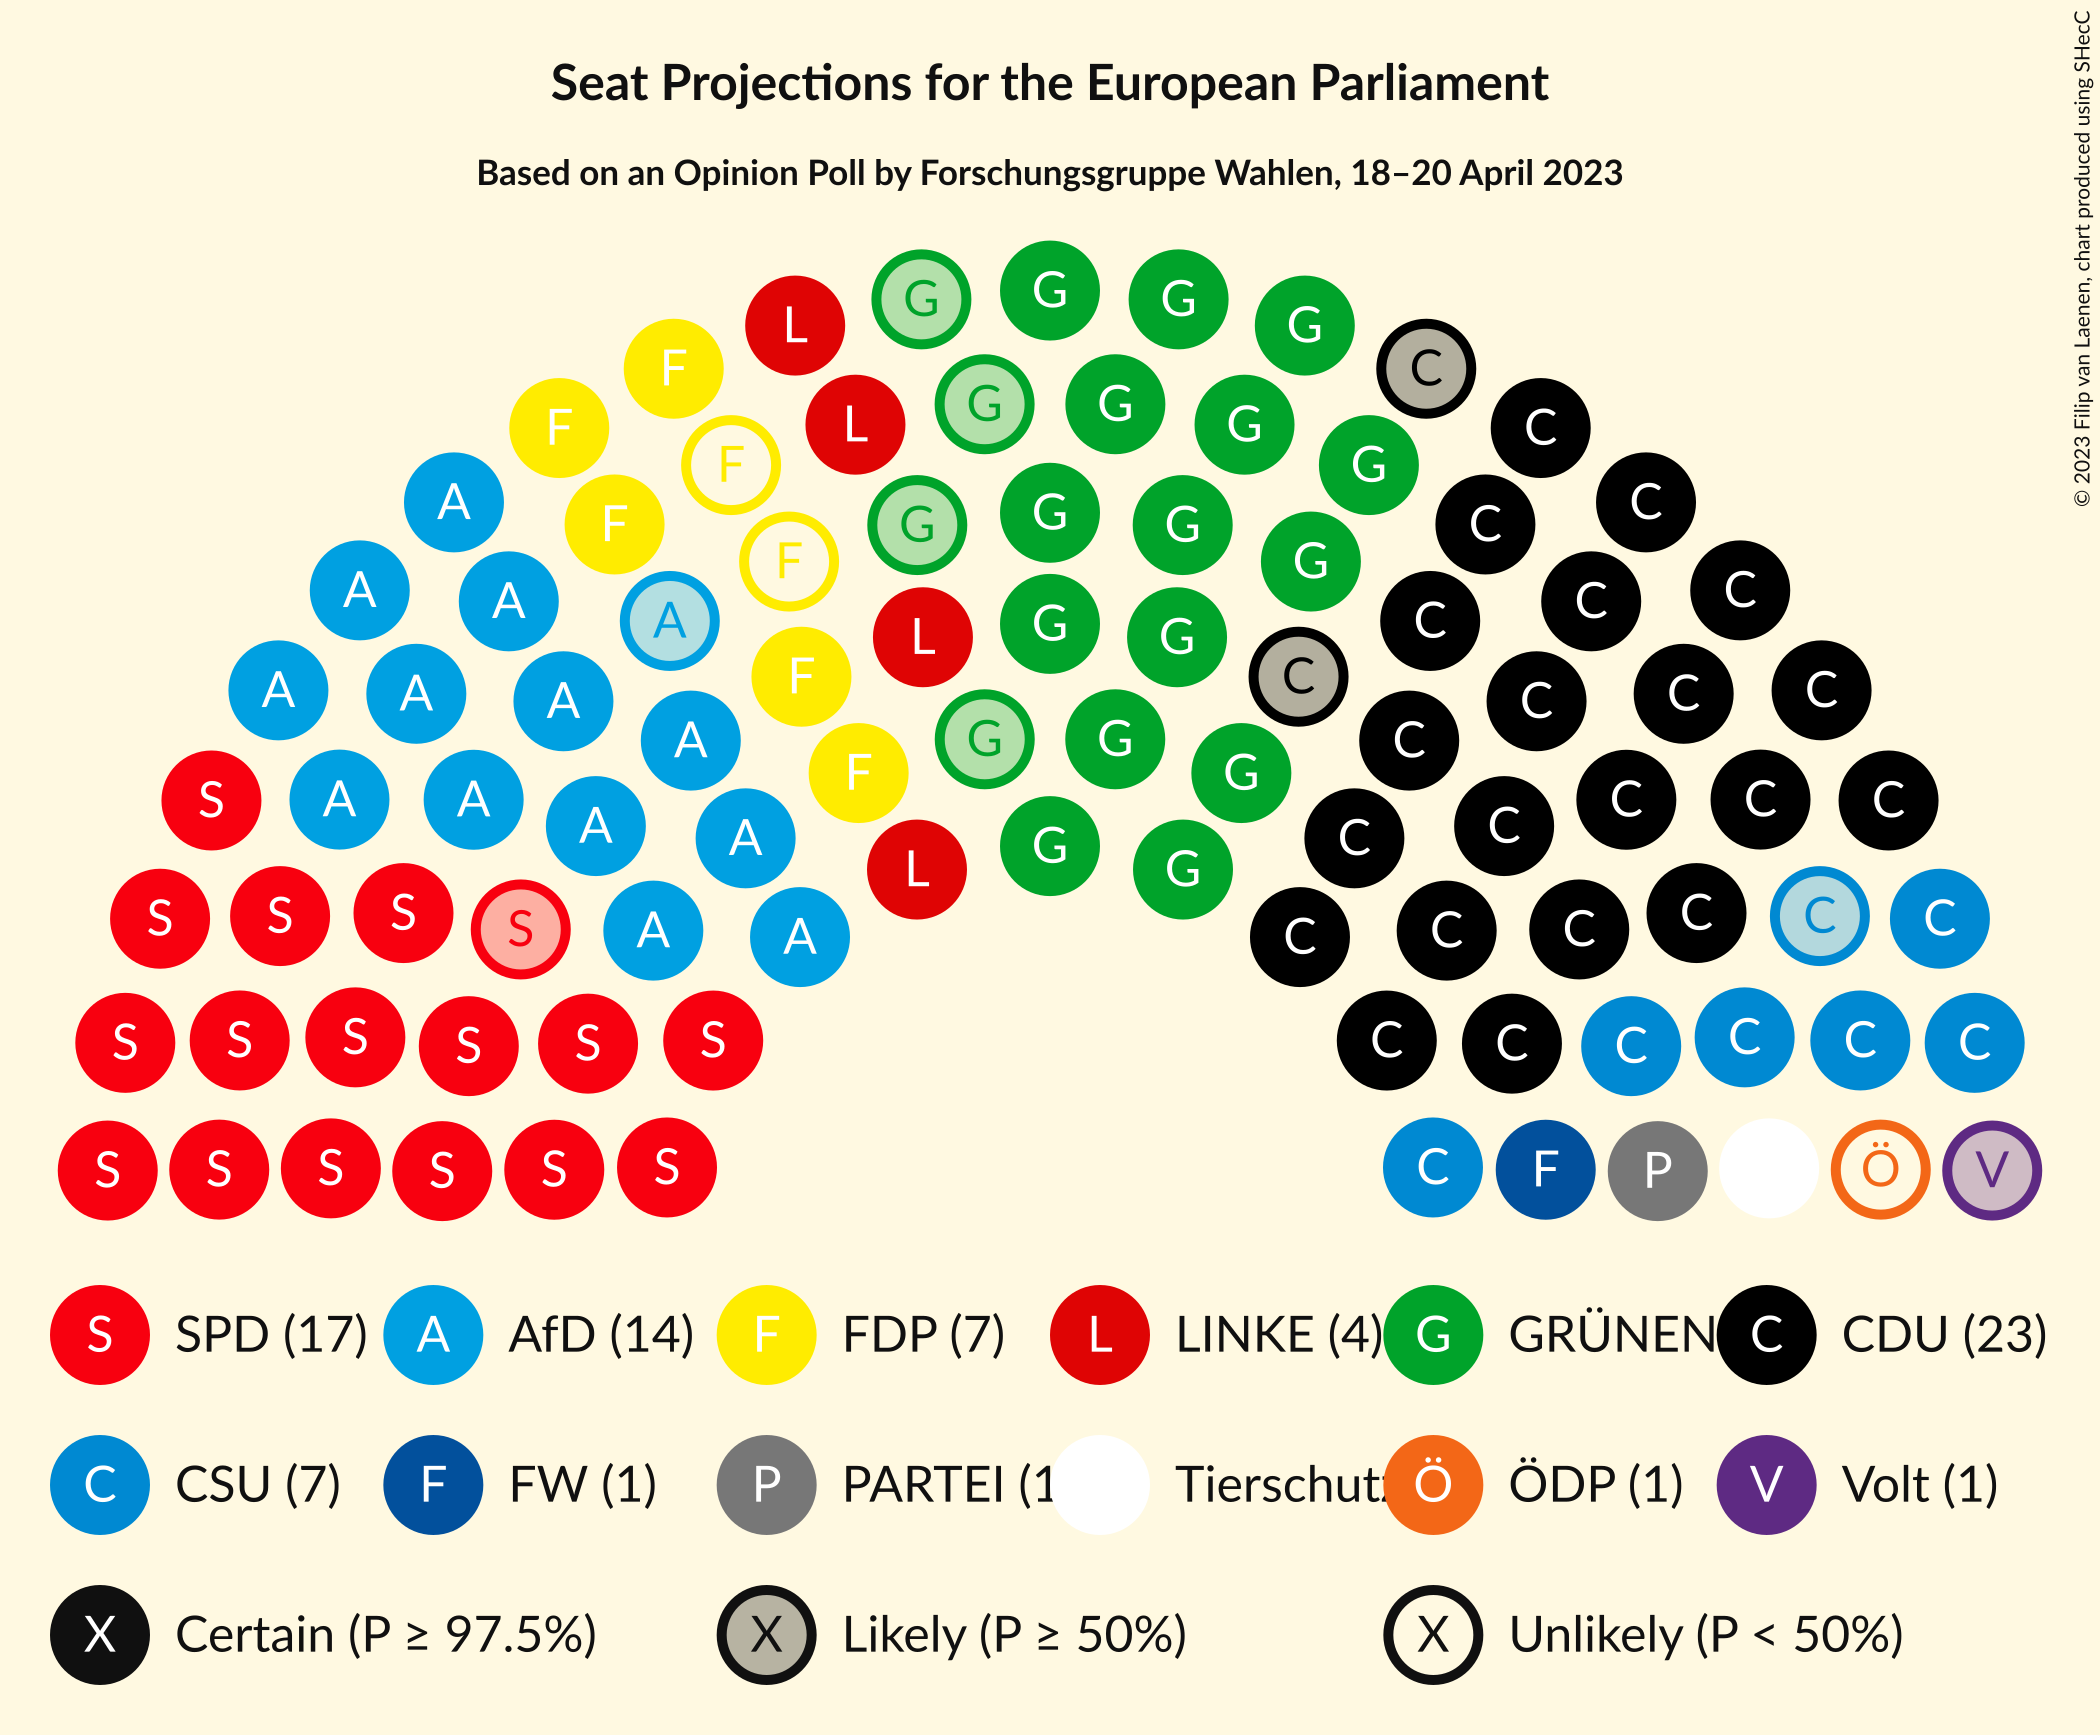 Seat Projections for the European Parliament
Based on an Opinion Poll by Forschungsgruppe Wahlen, 18–20 April 2023
© 2023 Filip van Laenen, chart produced using SHecC
G G G G
L C
F G G G C
F L G C
A F G G G C C
F F G
A A A F L G G C C C
A A A A F C C C C
S A A A A F G G G C C C C C
S S S S A A L G G C C C C C C
S S S S S S C C C C C C
S S S S S S C F P Ö V
S SPD (17) A AfD (14) F FDP (7) L LINKE (4) G GRÜNEN C CDU (23)
C CSU (7) F FW (1) P PARTEI (1 Tierschutz Ö ÖDP (1) V Volt (1)
X Certain (P ≥ 97.5%) X Likely (P ≥ 50%) X Unlikely (P < 50%)